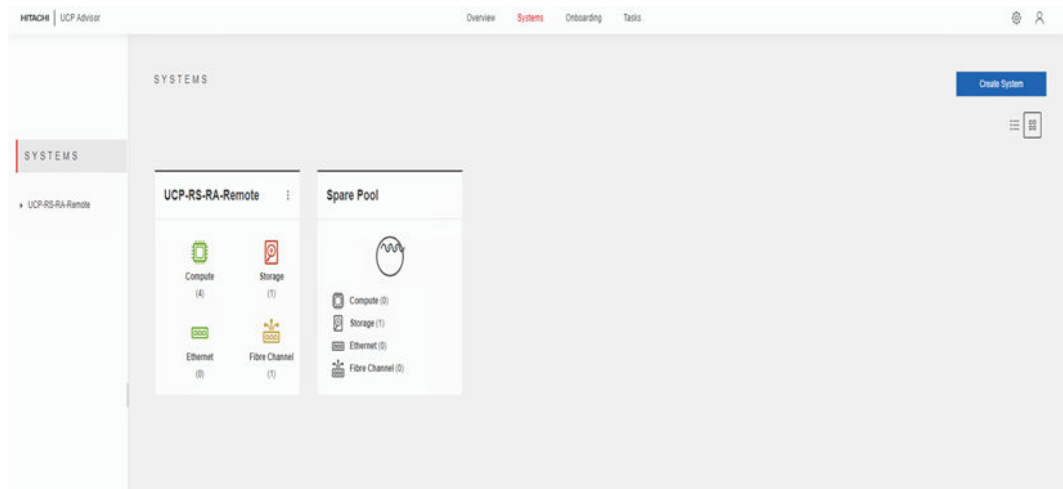 HITACHI UCP Advisor
Overview Systems Onboarding Tasks
SYSTEMS
Create System
SYSTEMS
UCP-RS-RA-Remote
UCP-RS-RA-Remote
Compute
(4)
Storage
(1)
Ethernet
(0)
Fibre Channel
(1)
Spare Pool
Compute (0)
Storage (1)
Ethernet (0)
Fibre Channel (0)